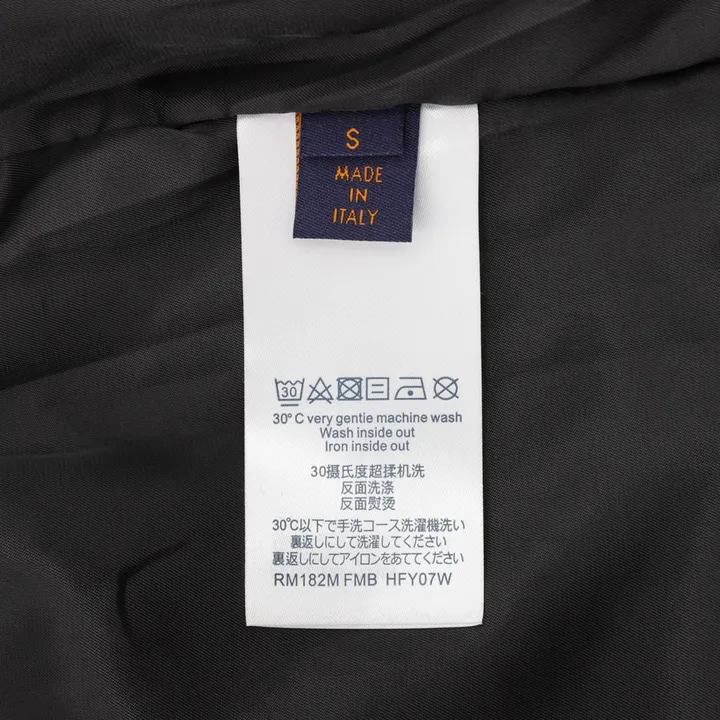 S
MADE
IN
ITALY
30
30°C very gentie machine wash
Wash inside out
Iron inside out
30摄氏度超揉机洗
反面洗涤
反面熨烫
30℃以下で手洗コース洗濯機洗い
裏返しにして洗濯してください
裏返しにしてアイロンをあててください
RM182M FMB HFY07W